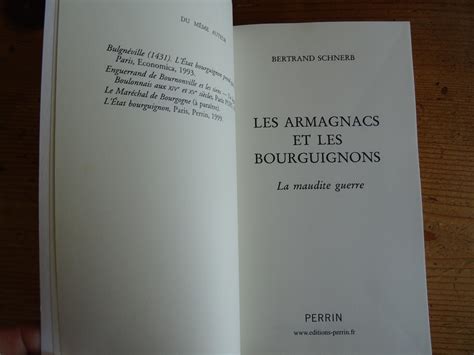 DU MÊME AUTEUR
Bulgnéville (1431). L'État bourguignon
Paris, Economica, 1993.
Enguerrand de Bournonville et les siens
Boulonnais aux XIVe et XVe siècles, Paris
Le Maréchal de Bourgogne (à paraître).
L'État bourguignon, Paris, Perrin, 1999.
BERTRAND SCHNERB
LES ARMAGNACS
ET LES
BOURGUIGNONS
La maudite guerre
PERRIN
www.editions-perrin.fr